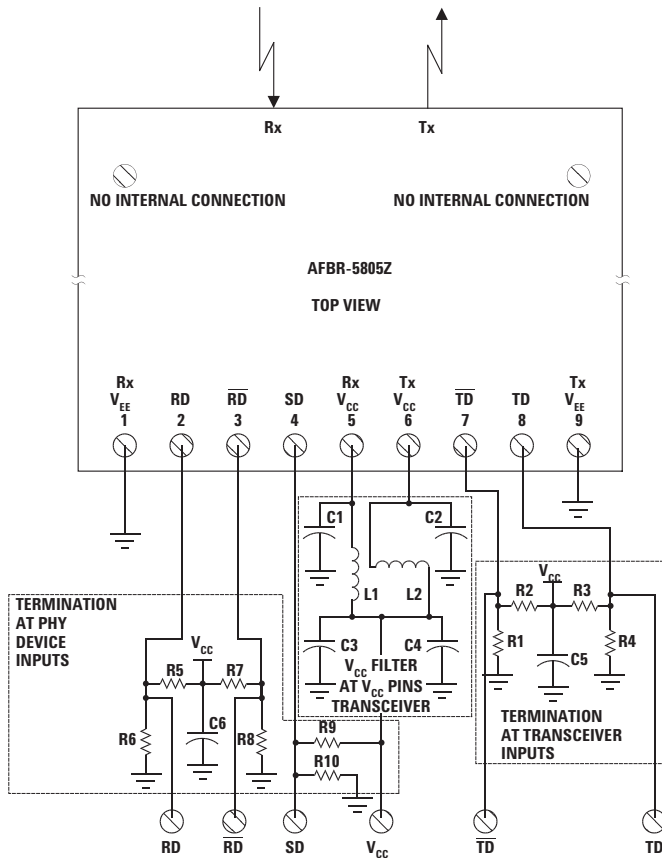 Rx
Tx
NO INTERNAL CONNECTION
NO INTERNAL CONNECTION
AFBR-5805Z
TOP VIEW
Rx
VEE
1
RD
2
RD
3
SD
4
Rx
VCC
5
Tx
VCC
6
TD
7
TD
8
Tx
VEE
9
C1
C2
L1
L2
C3
C4
VCC FILTER
AT VCC PINS
TRANSCEIVER
TERMINATION
AT PHY
DEVICE
INPUTS
VCC
R5
R7
C6
R6
R8
R9
R10
VCC
R2
R3
R1
R4
C5
TERMINATION
AT TRANSCEIVER
INPUTS
RD
RD
SD
VCC
TD
TD